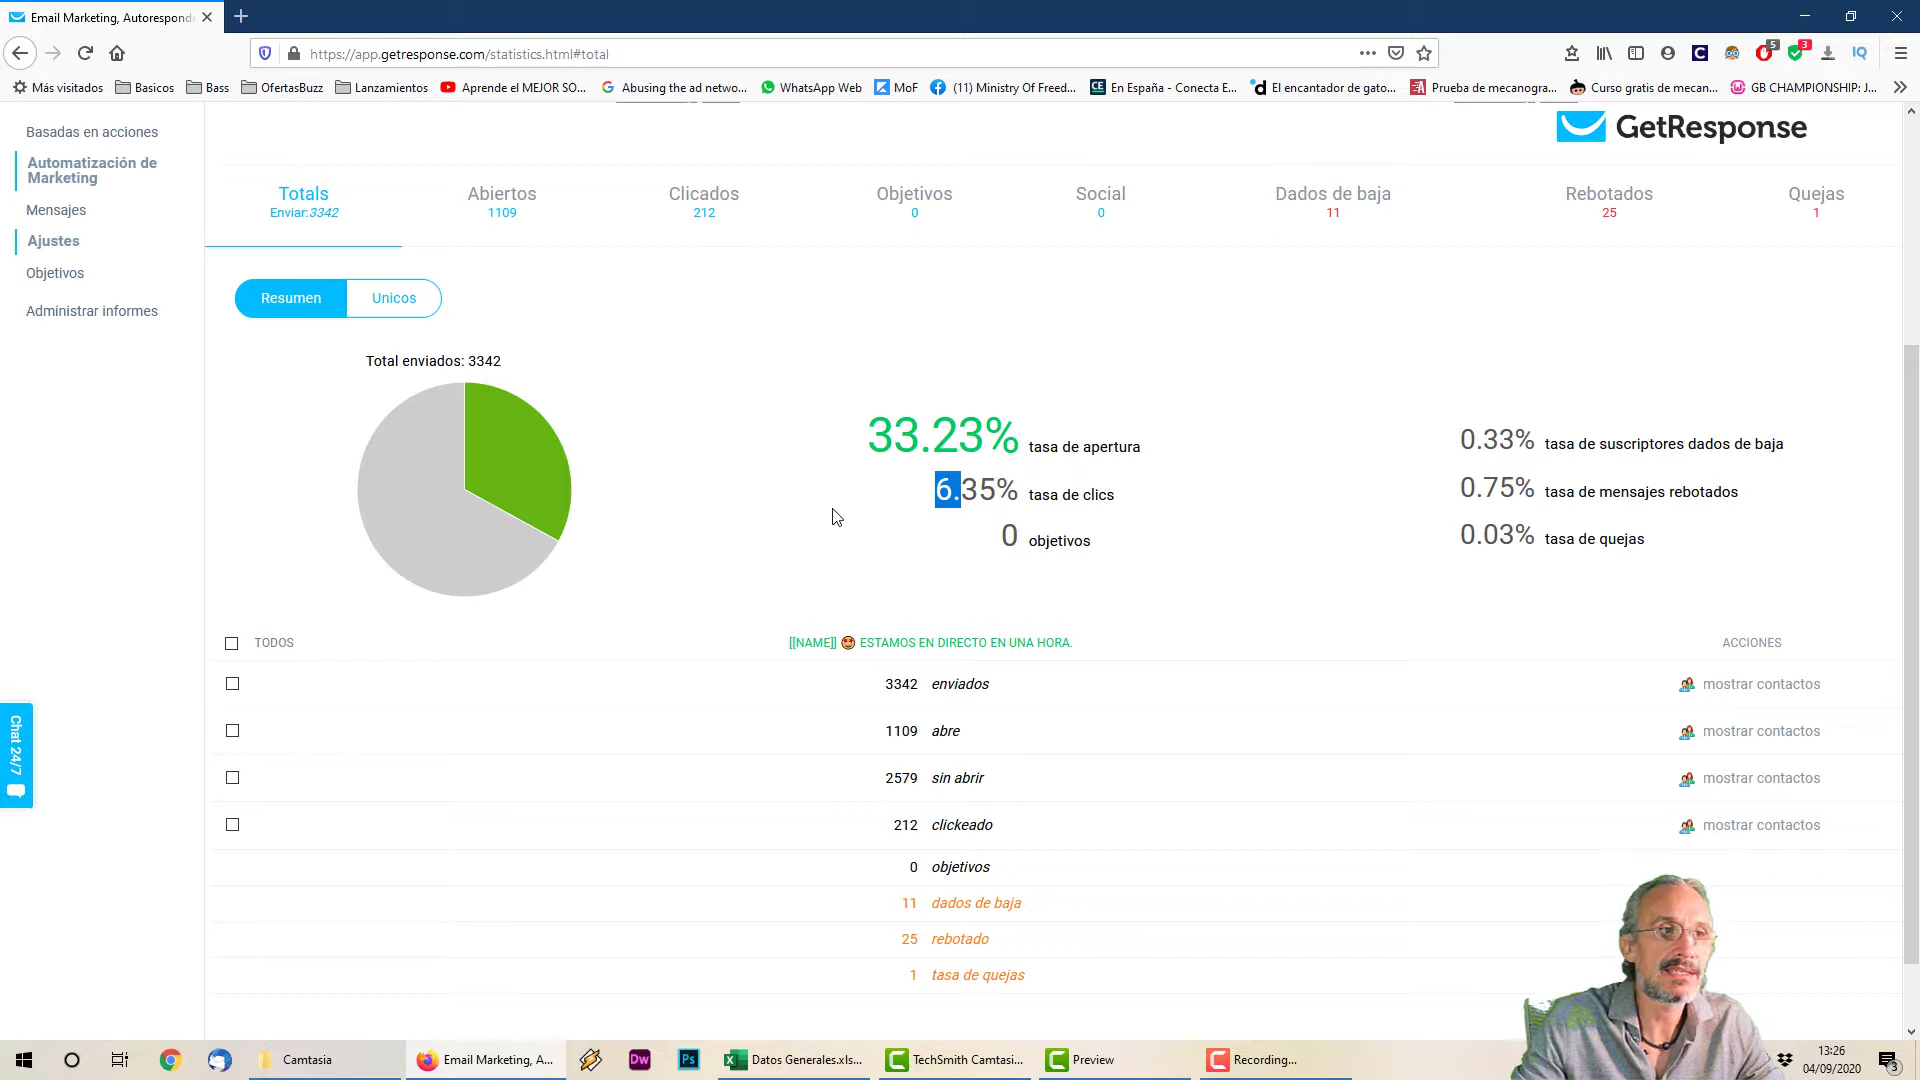 Email Marketing, Autorespond
https://app.getresponse.com/statistics.html#total
5
3
IQ
Más visitados
Basicos
Bass
OfertasBuzz
Lanzamientos
Aprende el MEJOR SO...
Abusing the ad netwo...
WhatsApp Web
MoF
(11) Ministry Of Freed...
En España - Conecta E...
El encantador de gato...
Prueba de mecanogra...
Curso gratis de mecan...
GB CHAMPIONSHIP: J...
GetResponse
Basadas en acciones
Automatización de
Marketing
Mensajes
Ajustes
Objetivos
Administrar informes
Totals
Enviar:3342
Abiertos
1109
Clicados
212
Objetivos
0
Social
0
Dados de baja
11
Rebotados
25
Quejas
1
Resumen
Unicos
Total enviados: 3342
33.23% tasa de apertura
6.35% tasa de clics
0 objetivos
0.33% tasa de suscriptores dados de baja
0.75% tasa de mensajes rebotados
0.03% tasa de quejas
TODOS
[[NAME]] 🤩 ESTAMOS EN DIRECTO EN UNA HORA.
ACCIONES
3342 enviados
mostrar contactos
1109 abre
mostrar contactos
2579 sin abrir
mostrar contactos
212 clickeado
mostrar contactos
0 objetivos
11 dados de baja
25 rebotado
1 tasa de quejas
Chat 24/7
Camtasia
Email Marketing, A...
Dw
Ps
Datos Generales.xls...
TechSmith Camtasi...
Preview
Recording...
13:26
04/09/2020
3